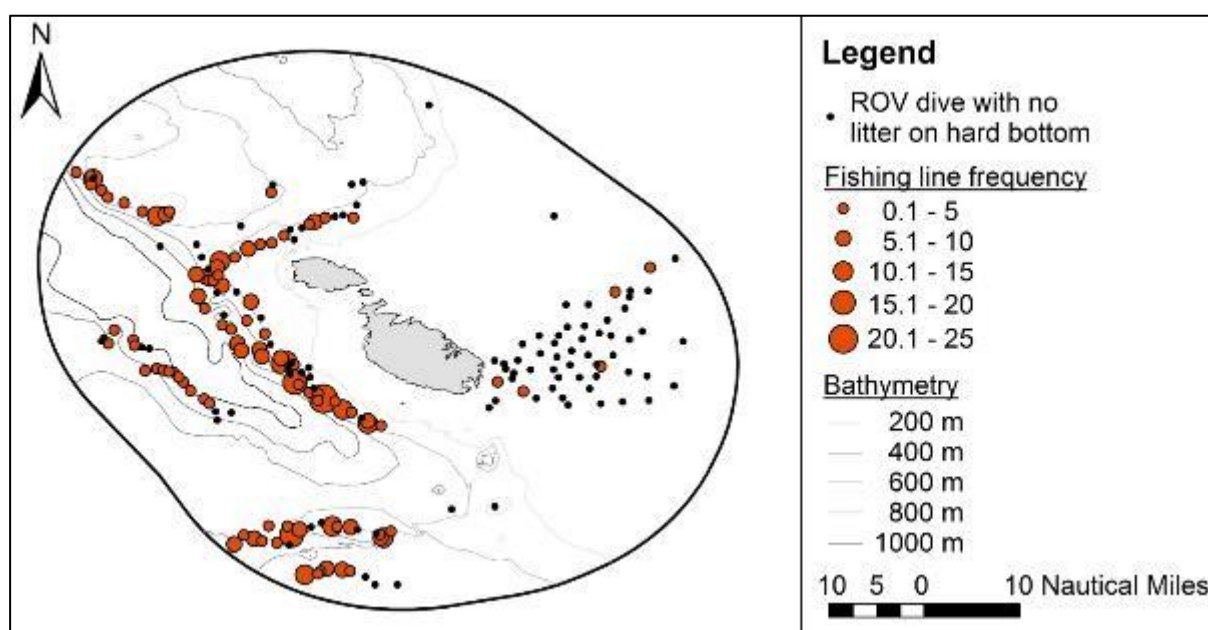 N
Legend
ROV dive with no
litter on hard bottom
Fishing line frequency
0.1 - 5
5.1 - 10
10.1 - 15
15.1 - 20
20.1 - 25
Bathymetry
200 m
400 m
600 m
800 m
1000 m
10 5 0 10 Nautical Miles